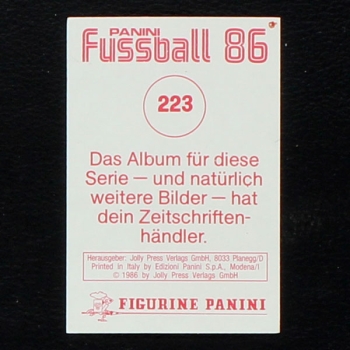 PANINI
Fussball 86
223
Das Album für diese
Serie — und natürlich
weitere Bilder — hat
dein Zeitschriften-
händler.
Herausgeber: Jolly Press Verlags GmbH, 8033 Planegg/D
Printed in Italy by Edizioni Panini S.p.A., Modena/I
© 1986 by Jolly Press Verlags GmbH
FIGURINE PANINI